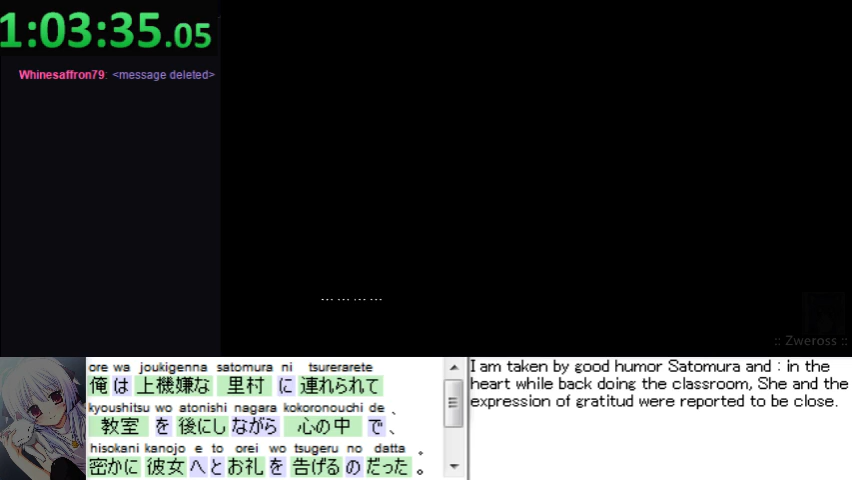 1:03:35.05
Whinesaffron79: <message deleted>
… … … …
:: Zweross ::
ore wa joukigenna satomura ni tsurerarete
俺は上機嫌な里村に連れられて
kyoushitsu wo atonishi nagara kokoronouchi de 、
教室を後にしながら心の中で、
hisokani kanojo e to orei wo tsugeru no datta 。
密かに彼女へとお礼を告げるのだった。
I am taken by good humor Satomura and : in the
heart while back doing the classroom, She and the
expression of gratitud were reported to be close.